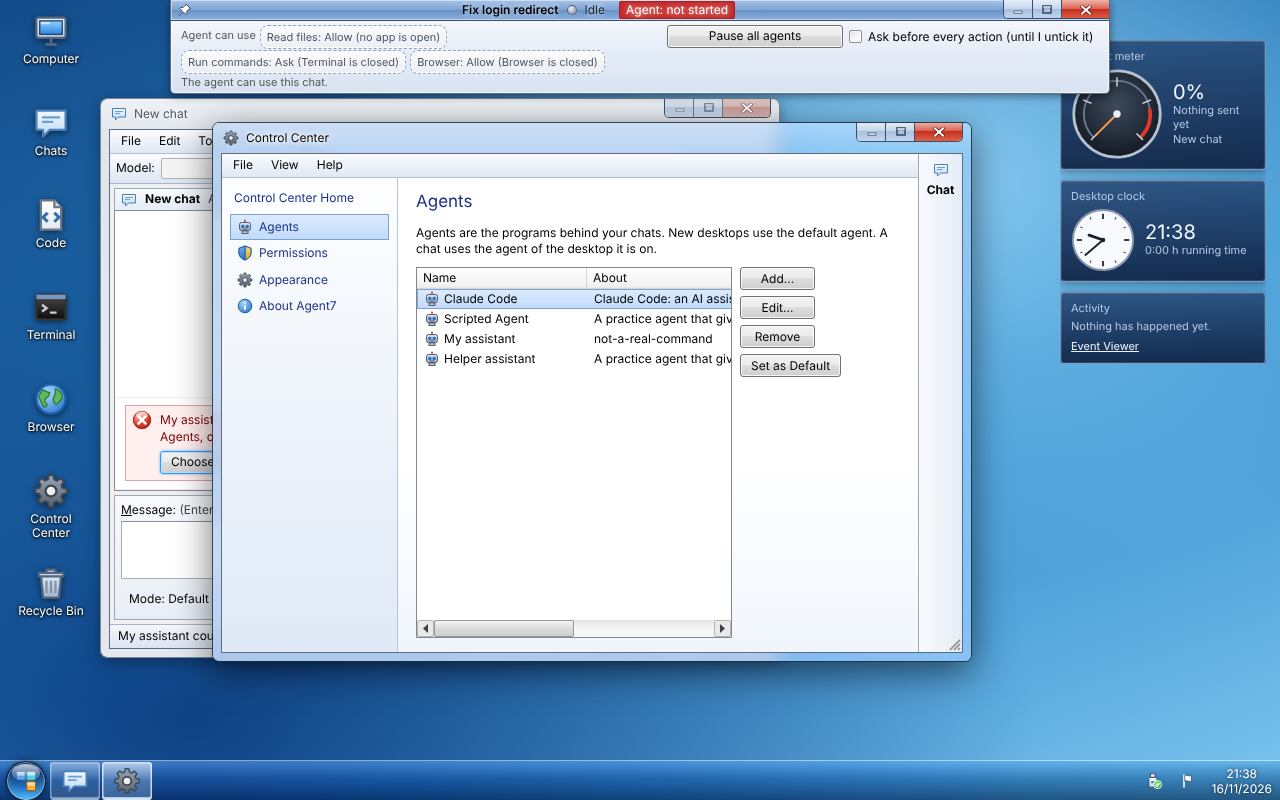 Fix login redirect
Idle
Agent: not started
Agent can use
Read files: Allow (no app is open)
Pause all agents
Ask before every action (until I untick it)
Run commands: Ask (Terminal is closed)
Browser: Allow (Browser is closed)
The agent can use this chat.
Computer
Chats
Code
Terminal
Browser
Control
Center
Recycle Bin
meter
0%
Nothing sent
yet
New chat
Desktop clock
21:38
0:00 h running time
Activity
Nothing has happened yet.
Event Viewer
New chat
File
Edit
Model:
New chat
My assist
Agents, o
Choose
Message: (Enter
Mode: Default
My assistant cou
Control Center
File
View
Help
Chat
Control Center Home
Agents
Permissions
Appearance
About Agent7
Agents
Agents are the programs behind your chats. New desktops use the default agent. A
chat uses the agent of the desktop it is on.
Name
About
Claude Code
Claude Code: an AI assis
Scripted Agent
A practice agent that giv
My assistant
not-a-real-command
Helper assistant
A practice agent that giv
Add...
Edit...
Remove
Set as Default
21:38
16/11/2026